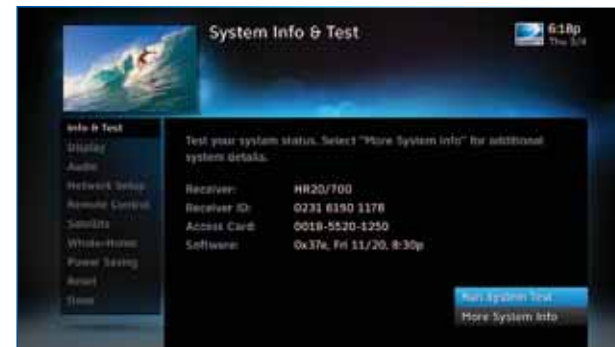 System Info & Test
6:18p
Thu 3/4
Info & Test
Display
Audio
Network Setup
Remote Control
Satellite
Whole-Home
Power Saving
Reset
Done
Test your system status. Select "More System Info" for additional
system details.
Receiver: HR20/700
Receiver ID: 0231 6150 1178
Access Card: 0018-5520-1250
Software: 0x37e, Fri 11/20, 8:30p
Run System Test
More System Info